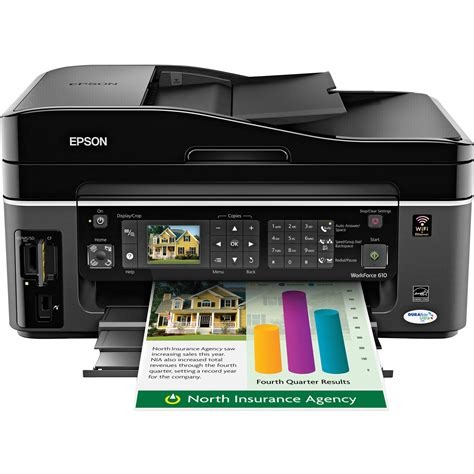 EPSON
On
Display/Crop
Copies
Stop/Clear Settings
Auto Answer/
Space
WiFi
Home
OK
Speed/Group Dial/
Backspace
Start
Redial/Pause
Help
Menu
WorkForce 610
CF
North Insurance Agency saw
increasing sales this year.
NIA also increased total
revenues through the fourth
quarter, setting a record year
for the company.
Fourth Quarter Results
North Insurance Agency
DURABrite